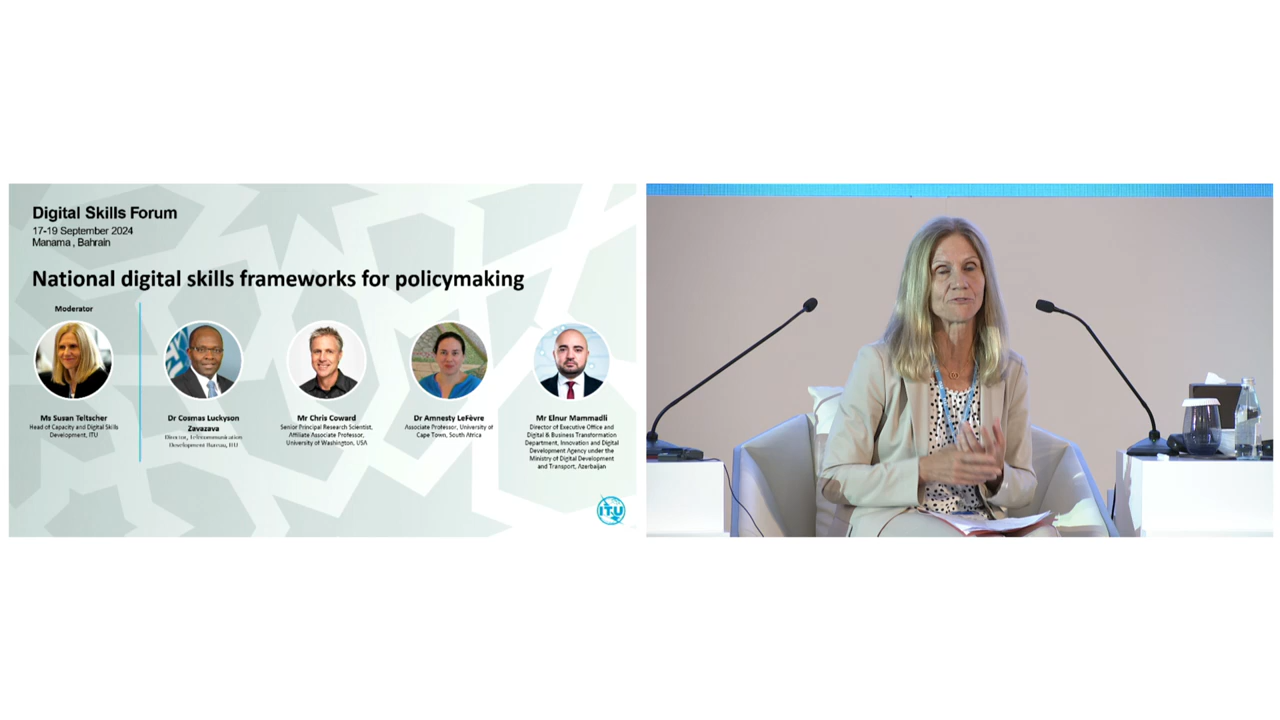 Digital Skills Forum
17-19 September 2024
Manama , Bahrain
National digital skills frameworks for policymaking
Moderator
Ms Susan Teltscher
Head of Capacity and Digital Skills
Development, ITU
Dr Cosmas Luckyson
Zavazava
Director, Telecommunication
Development Bureau, ITU
Mr Chris Coward
Senior Principal Research Scientist,
Affiliate Associate Professor,
University of Washington, USA
Dr Amnesty LeFèvre
Associate Professor, University of
Cape Town, South Africa
Mr Elnur Mammadli
Director of Executive Office and
Digital & Business Transformation
Department, Innovation and Digital
Development Agency under the
Ministry of Digital Development
and Transport, Azerbaijan
ITU